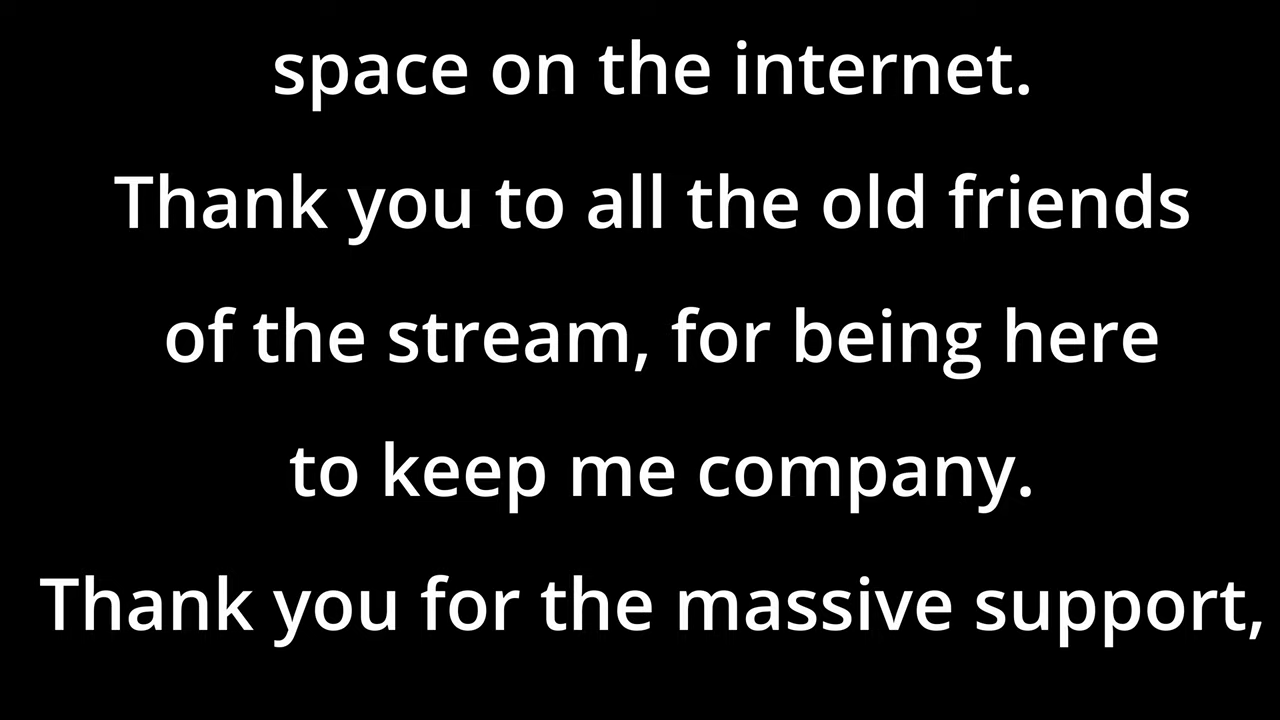 space on the internet.
Thank you to all the old friends
of the stream, for being here
to keep me company.
Thank you for the massive support,